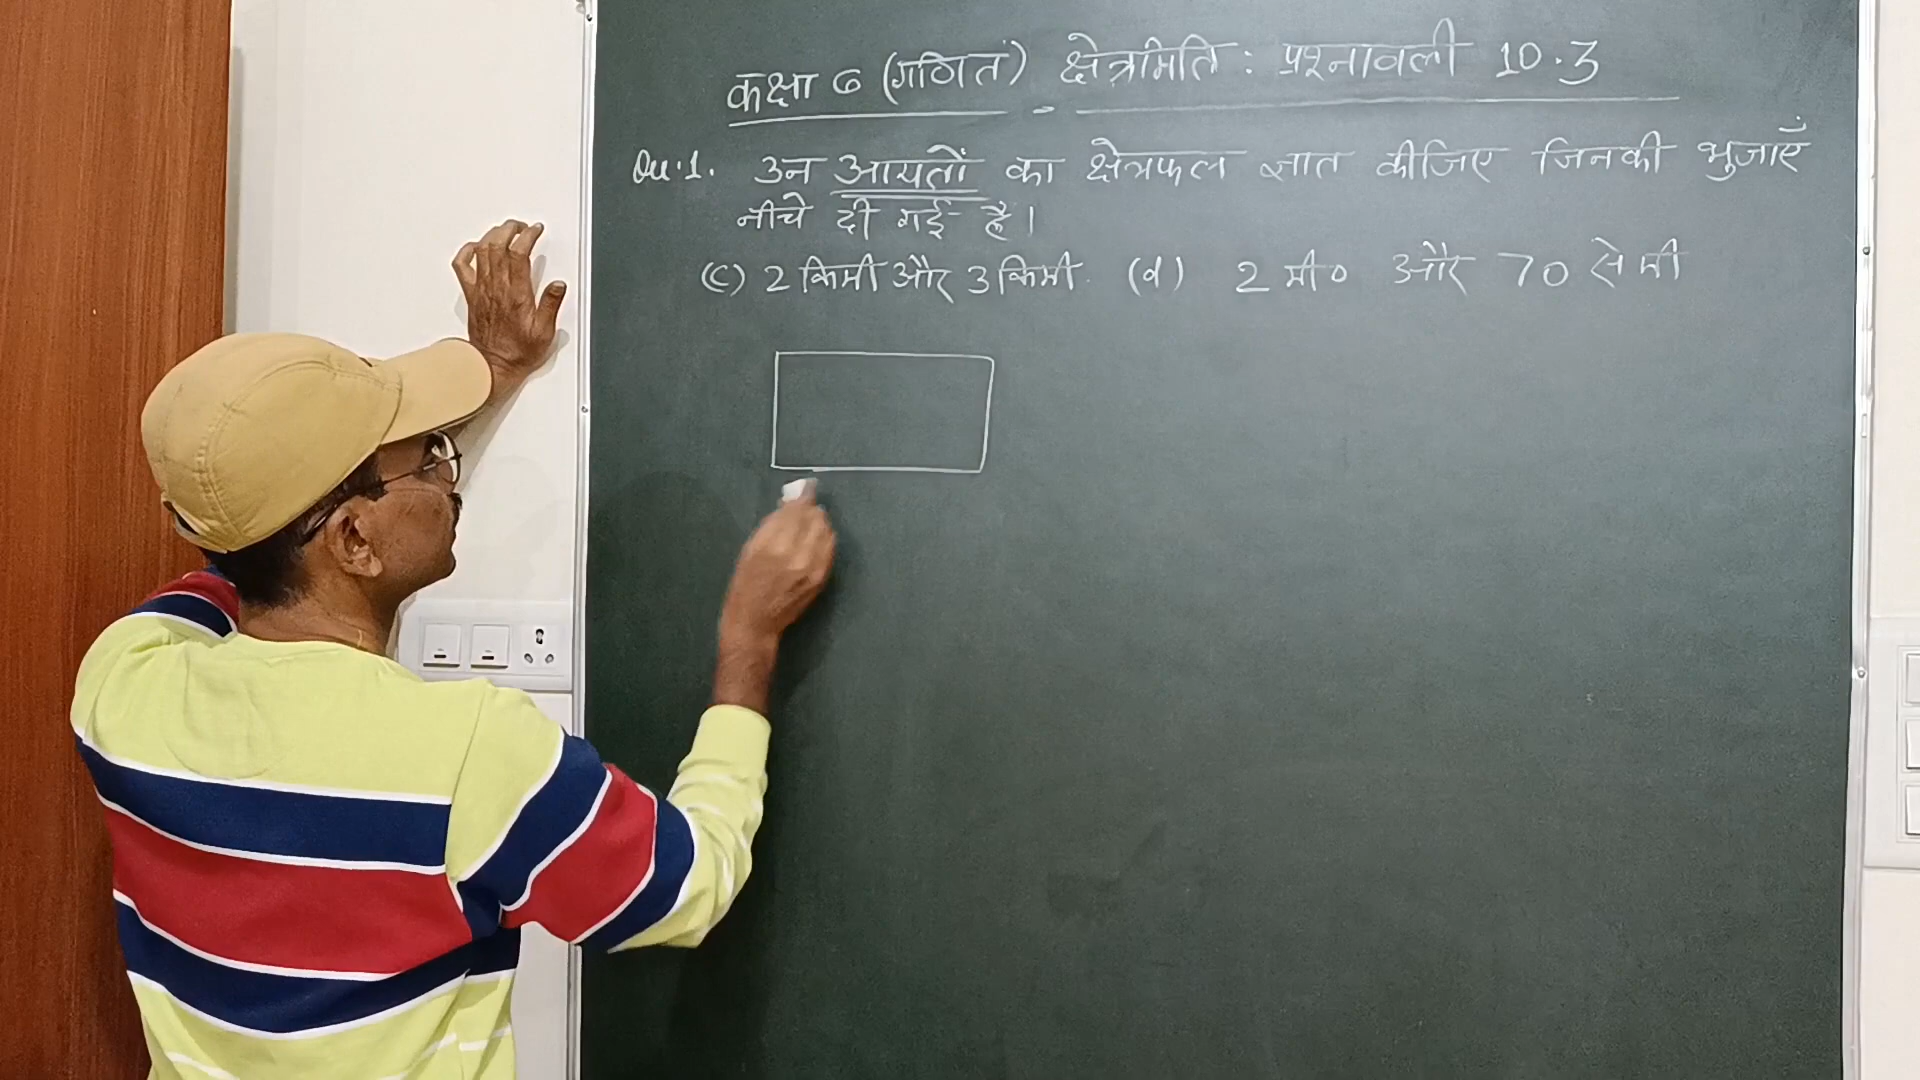 कक्षा 6 (गणित) क्षेत्रमिति : प्रश्नावली 10.3
Qu.1. उन आयतों का क्षेत्रफल ज्ञात कीजिए जिनकी भुजाएँ
नीचे दी गई है।
(c) 2 किमी और 3 किमी. (d) 2 मी० और 70 सेमी